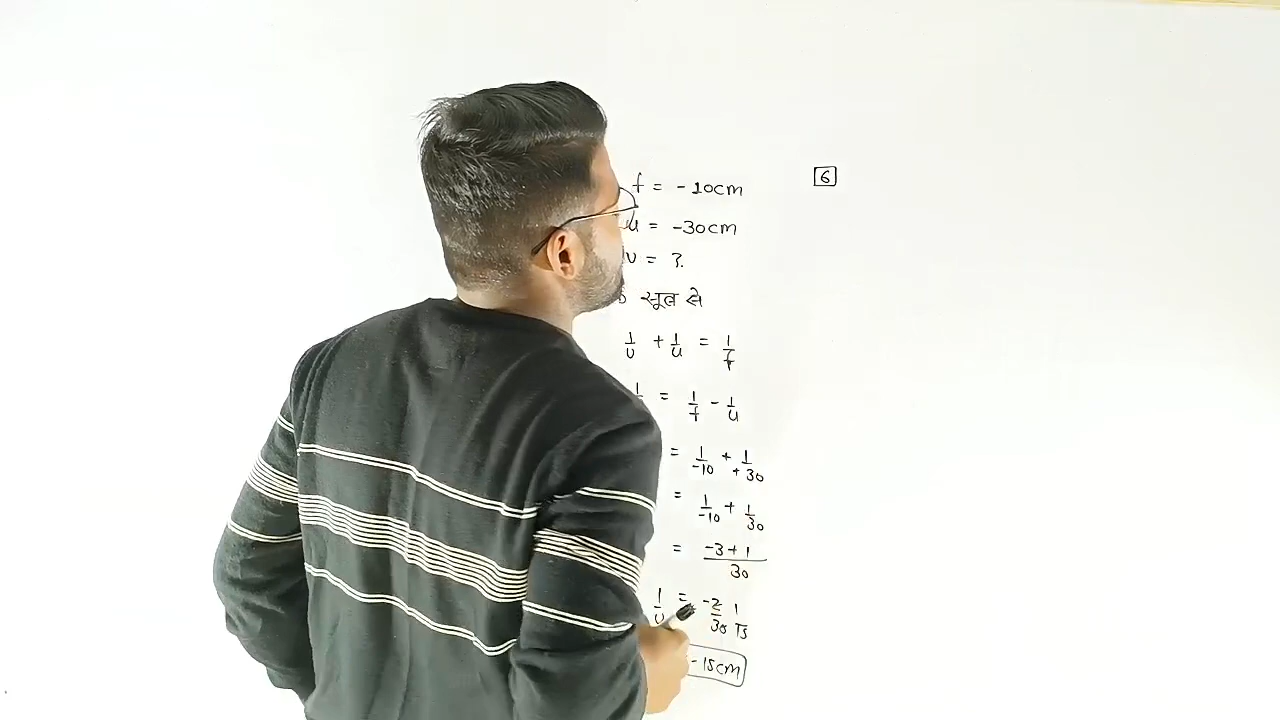 f = -10cm
6
u = -30cm
v = ?
सूत्र से
1/v + 1/u = 1/f
= 1/f - 1/u
= 1/-10 + 1/+30
= 1/-10 + 1/30
= -3+1/30
1/v = -2/30 1/15
-15cm